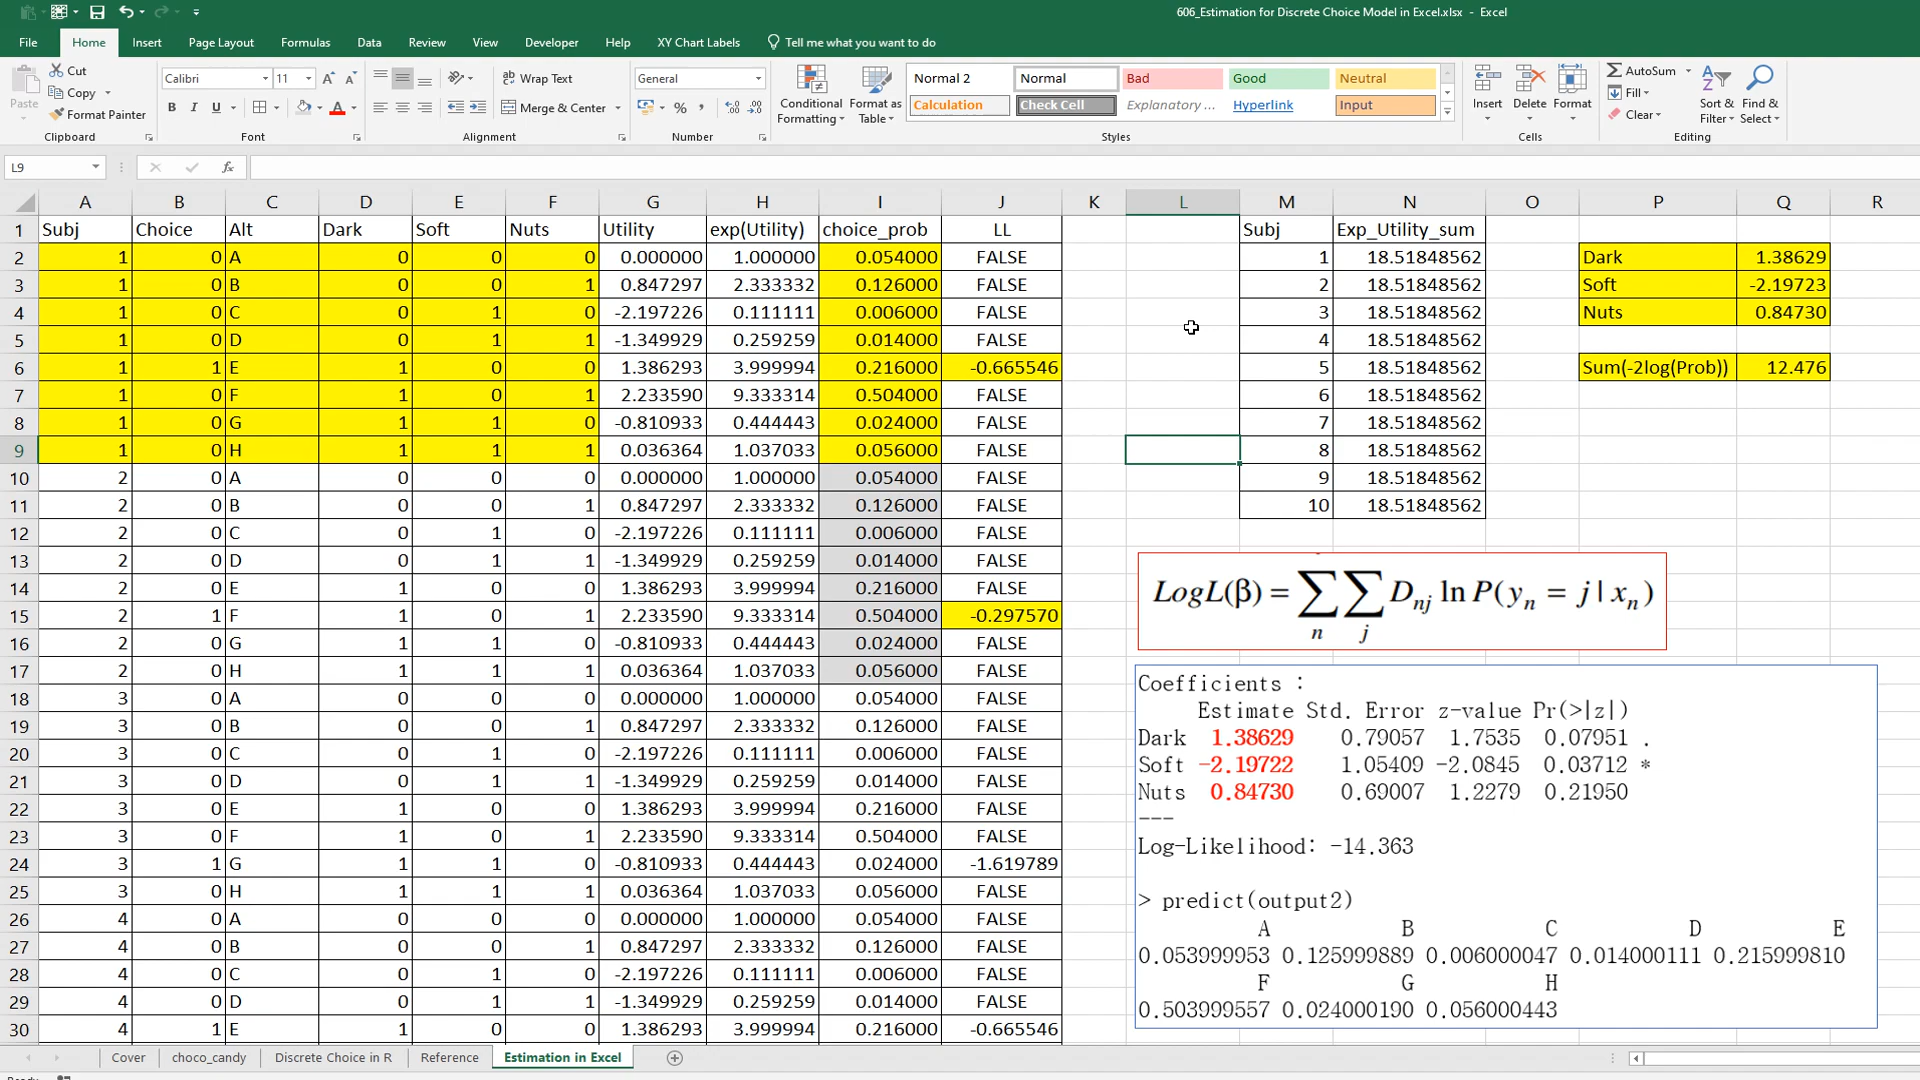 606_Estimation for Discrete Choice Model in Excel.xlsx - Excel
File Home Insert Page Layout Formulas Data Review View Developer Help XY Chart Labels Tell me what you want to do
Cut
Copy
Paste
Format Painter
Clipboard
Calibri 11
B I U
Font
Wrap Text
Merge & Center
Alignment
General
Number
Conditional Formatting
Format as Table
Normal 2 Normal Bad Good Neutral
Calculation Check Cell Explanatory ... Hyperlink Input
Styles
Insert Delete Format
Cells
AutoSum
Fill
Clear
Sort & Filter
Find & Select
Editing
L9 fx
A B C D E F G H I J K L M N O P Q R
1 Subj Choice Alt Dark Soft Nuts Utility exp(Utility) choice_prob LL Subj Exp_Utility_sum
2 1 0 A 0 0 0 0.000000 1.000000 0.054000 FALSE 1 18.51848562 Dark 1.38629
3 1 0 B 0 0 1 0.847297 2.333332 0.126000 FALSE 2 18.51848562 Soft -2.19723
4 1 0 C 0 1 0 -2.197226 0.111111 0.006000 FALSE 3 18.51848562 Nuts 0.84730
5 1 0 D 0 1 1 -1.349929 0.259259 0.014000 FALSE 4 18.51848562
6 1 1 E 1 0 0 1.386293 3.999994 0.216000 -0.665546 5 18.51848562 Sum(-2log(Prob)) 12.476
7 1 0 F 1 0 1 2.233590 9.333314 0.504000 FALSE 6 18.51848562
8 1 0 G 1 1 0 -0.810933 0.444443 0.024000 FALSE 7 18.51848562
9 1 0 H 1 1 1 0.036364 1.037033 0.056000 FALSE 8 18.51848562
10 2 0 A 0 0 0 0.000000 1.000000 0.054000 FALSE 9 18.51848562
11 2 0 B 0 0 1 0.847297 2.333332 0.126000 FALSE 10 18.51848562
12 2 0 C 0 1 0 -2.197226 0.111111 0.006000 FALSE
13 2 0 D 0 1 1 -1.349929 0.259259 0.014000 FALSE
14 2 0 E 1 0 0 1.386293 3.999994 0.216000 FALSE
15 2 1 F 1 0 1 2.233590 9.333314 0.504000 -0.297570
16 2 0 G 1 1 0 -0.810933 0.444443 0.024000 FALSE
17 2 0 H 1 1 1 0.036364 1.037033 0.056000 FALSE
18 3 0 A 0 0 0 0.000000 1.000000 0.054000 FALSE
19 3 0 B 0 0 1 0.847297 2.333332 0.126000 FALSE
20 3 0 C 0 1 0 -2.197226 0.111111 0.006000 FALSE
21 3 0 D 0 1 1 -1.349929 0.259259 0.014000 FALSE
22 3 0 E 1 0 0 1.386293 3.999994 0.216000 FALSE
23 3 0 F 1 0 1 2.233590 9.333314 0.504000 FALSE
24 3 1 G 1 1 0 -0.810933 0.444443 0.024000 -1.619789
25 3 0 H 1 1 1 0.036364 1.037033 0.056000 FALSE
26 4 0 A 0 0 0 0.000000 1.000000 0.054000 FALSE
27 4 0 B 0 0 1 0.847297 2.333332 0.126000 FALSE
28 4 0 C 0 1 0 -2.197226 0.111111 0.006000 FALSE
29 4 0 D 0 1 1 -1.349929 0.259259 0.014000 FALSE
30 4 1 E 1 0 0 1.386293 3.999994 0.216000 -0.665546
LogL(β) = ∑n ∑j Dnj ln P(yn = j | xn)
Coefficients :
Estimate Std. Error z-value Pr(>|z|)
Dark 1.38629 0.79057 1.7535 0.07951 .
Soft -2.19722 1.05409 -2.0845 0.03712 *
Nuts 0.84730 0.69007 1.2279 0.21950
---
Log-Likelihood: -14.363
> predict(output2)
A B C D E
0.053999953 0.125999889 0.006000047 0.014000111 0.215999810
F G H
0.503999557 0.024000190 0.056000443
Cover choco_candy Discrete Choice in R Reference Estimation in Excel